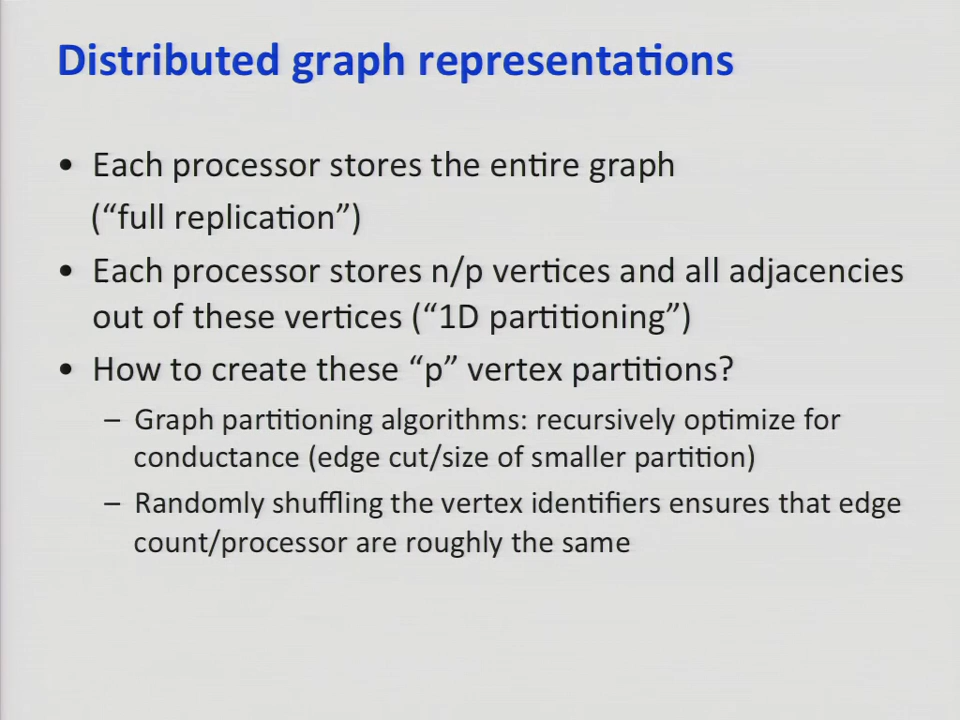 Distributed graph representations
• Each processor stores the entire graph
(“full replication”)
• Each processor stores n/p vertices and all adjacencies
out of these vertices (“1D partitioning”)
• How to create these “p” vertex partitions?
– Graph partitioning algorithms: recursively optimize for
conductance (edge cut/size of smaller partition)
– Randomly shuffling the vertex identifiers ensures that edge
count/processor are roughly the same